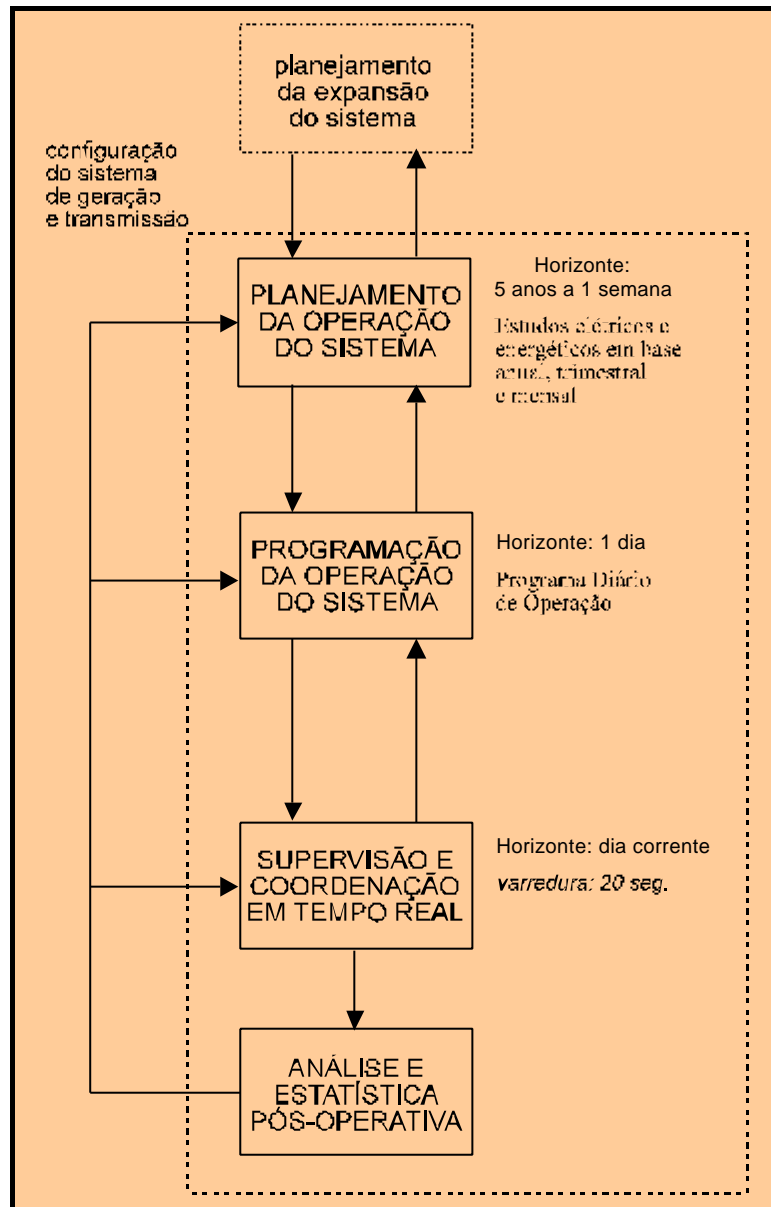 planejamento
da expansão
do sistema
configuração
do sistema
de geração
e transmissão
PLANEJAMENTO
DA OPERAÇÃO
DO SISTEMA
Horizonte:
5 anos a 1 semana
Estudos elétricos e
energéticos em base
anual, trimestral
e mensal
PROGRAMAÇÃO
DA OPERAÇÃO
DO SISTEMA
Horizonte: 1 dia
Programa Diário
de Operação
SUPERVISÃO E
COORDENAÇÃO
EM TEMPO REAL
Horizonte: dia corrente
varredura: 20 seg.
ANÁLISE E
ESTATÍSTICA
PÓS-OPERATIVA